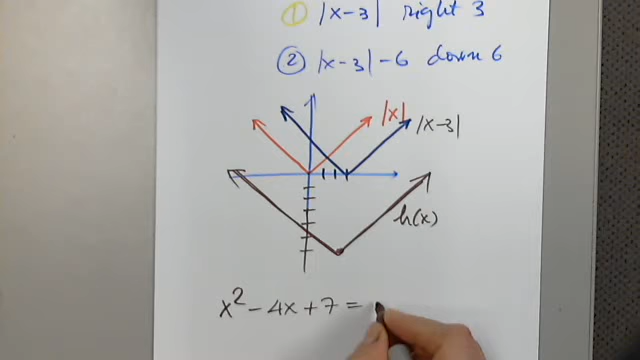 ① |x-3| right 3
② |x-3|-6 down 6
|x|
|x-3|
h(x)
x² - 4x + 7 =